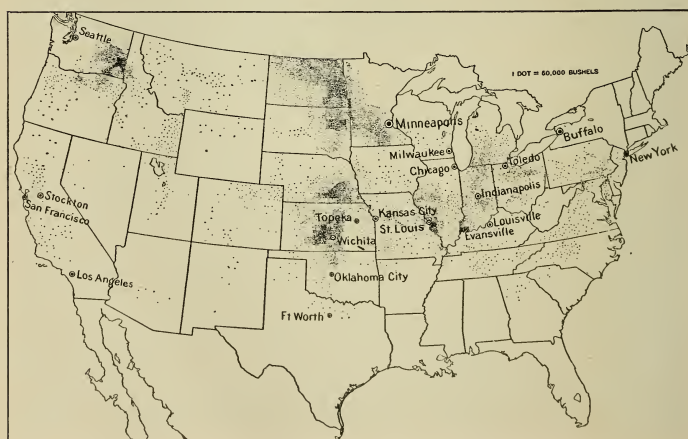 Seattle
1 DOT = 50,000 BUSHELS
Minneapolis
Buffalo
Milwaukee
Chicago
Toledo
New York
Indianapolis
Stockton
San Francisco
Topeka
Kansas City
St. Louis
Louisville
Evansville
Wichita
Los Angeles
Oklahoma City
Ft Worth